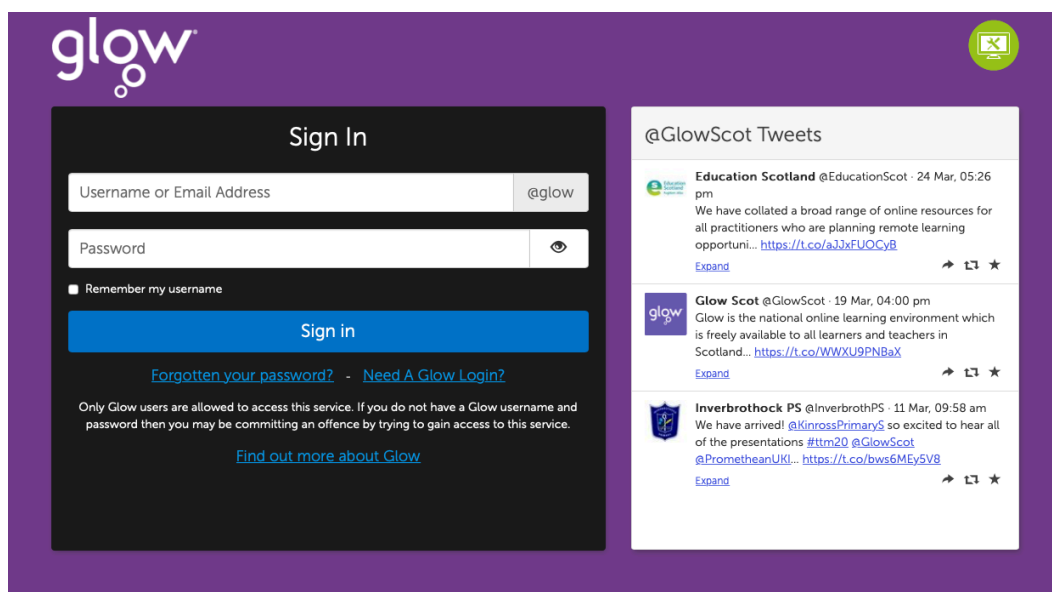 glow
Sign In
Username or Email Address @glow
Password
Remember my username
Sign in
Forgotten your password? - Need A Glow Login?
Only Glow users are allowed to access this service. If you do not have a Glow username and
password then you may be committing an offence by trying to gain access to this service.
Find out more about Glow
@GlowScot Tweets
Education Scotland @EducationScot · 24 Mar, 05:26
pm
We have collated a broad range of online resources for
all practitioners who are planning remote learning
opportuni... https://t.co/aJJxFUOCyB
Expand
glow
Glow Scot @GlowScot · 19 Mar, 04:00 pm
Glow is the national online learning environment which
is freely available to all learners and teachers in
Scotland... https://t.co/WWXU9PNBaX
Expand
Inverbrothock PS @InverbrothPS · 11 Mar, 09:58 am
We have arrived! @KinrossPrimaryS so excited to hear all
of the presentations #ttm20 @GlowScot
@PrometheanUKI... https://t.co/bws6MEy5V8
Expand